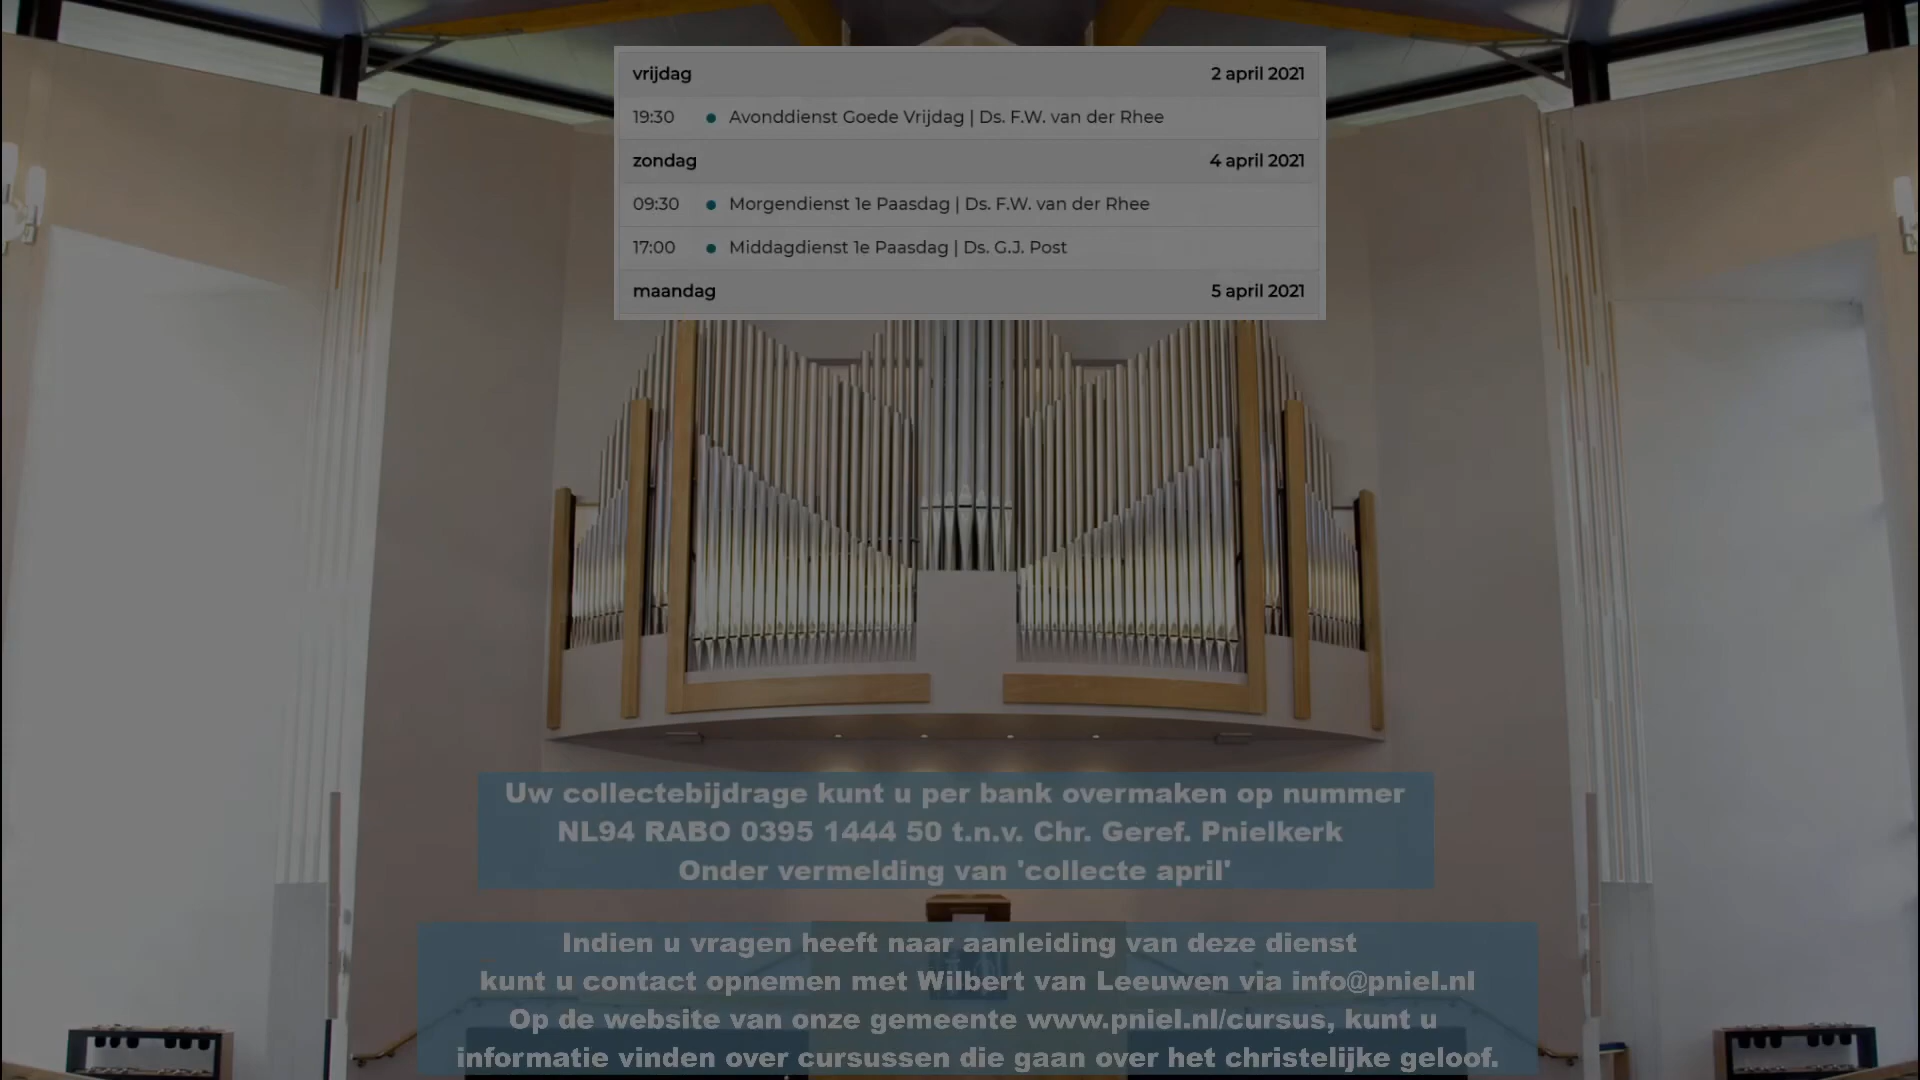 vrijdag 2 april 2021
19:30 Avonddienst Goede Vrijdag | Ds. F.W. van der Rhee
zondag 4 april 2021
09:30 Morgendienst 1e Paasdag | Ds. F.W. van der Rhee
17:00 Middagdienst 1e Paasdag | Ds. G.J. Post
maandag 5 april 2021
Uw collectebijdrage kunt u per bank overmaken op nummer
NL94 RABO 0395 1444 50 t.n.v. Chr. Geref. Pnielkerk
Onder vermelding van 'collecte april'
Indien u vragen heeft naar aanleiding van deze dienst
kunt u contact opnemen met Wilbert van Leeuwen via info@pniel.nl
Op de website van onze gemeente www.pniel.nl/cursus, kunt u
informatie vinden over cursussen die gaan over het christelijke geloof.